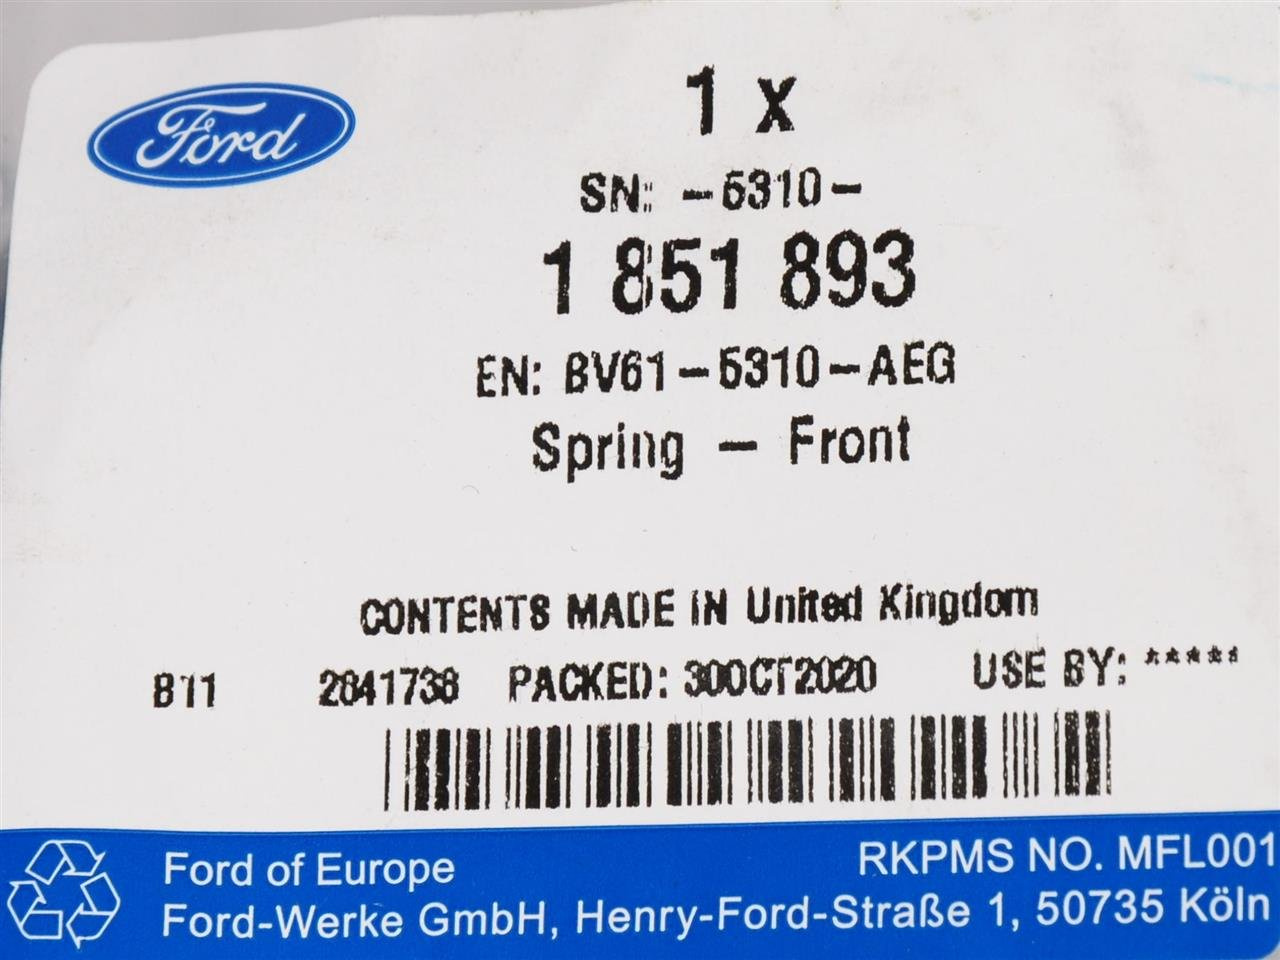 Ford
1 x
SN: -5310-
1 851 893
EN: BV61-5310-AEG
Spring - Front
CONTENTS MADE IN United Kingdom
B11 2841738 PACKED: 30OCT2020 USE BY: *****
Ford of Europe RKPMS NO. MFL001
Ford-Werke GmbH, Henry-Ford-Straße 1, 50735 Köln